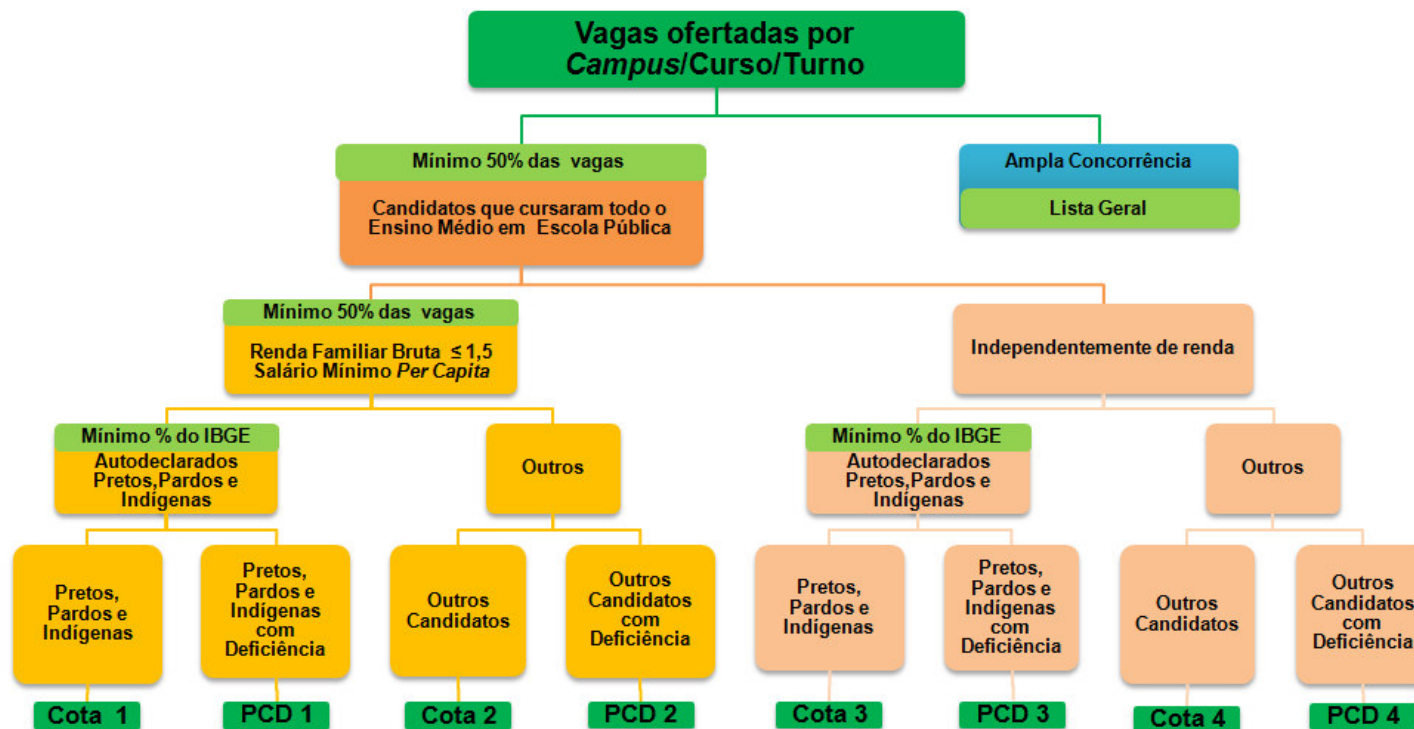 Vagas ofertadas por
Campus/Curso/Turno
Mínimo 50% das vagas
Candidatos que cursaram todo o
Ensino Médio em Escola Pública
Ampla Concorrência
Lista Geral
Mínimo 50% das vagas
Renda Familiar Bruta ≤ 1,5
Salário Mínimo Per Capita
Independentemente de renda
Mínimo % do IBGE
Autodeclarados
Pretos,Pardos e
Indígenas
Outros
Mínimo % do IBGE
Autodeclarados
Pretos,Pardos e
Indígenas
Outros
Pretos,
Pardos e
Indígenas
Pretos,
Pardos e
Indígenas
com
Deficiência
Outros
Candidatos
Outros
Candidatos
com
Deficiência
Pretos,
Pardos e
Indígenas
Pretos,
Pardos e
Indígenas
com
Deficiência
Outros
Candidatos
Outros
Candidatos
com
Deficiência
Cota 1
PCD 1
Cota 2
PCD 2
Cota 3
PCD 3
Cota 4
PCD 4